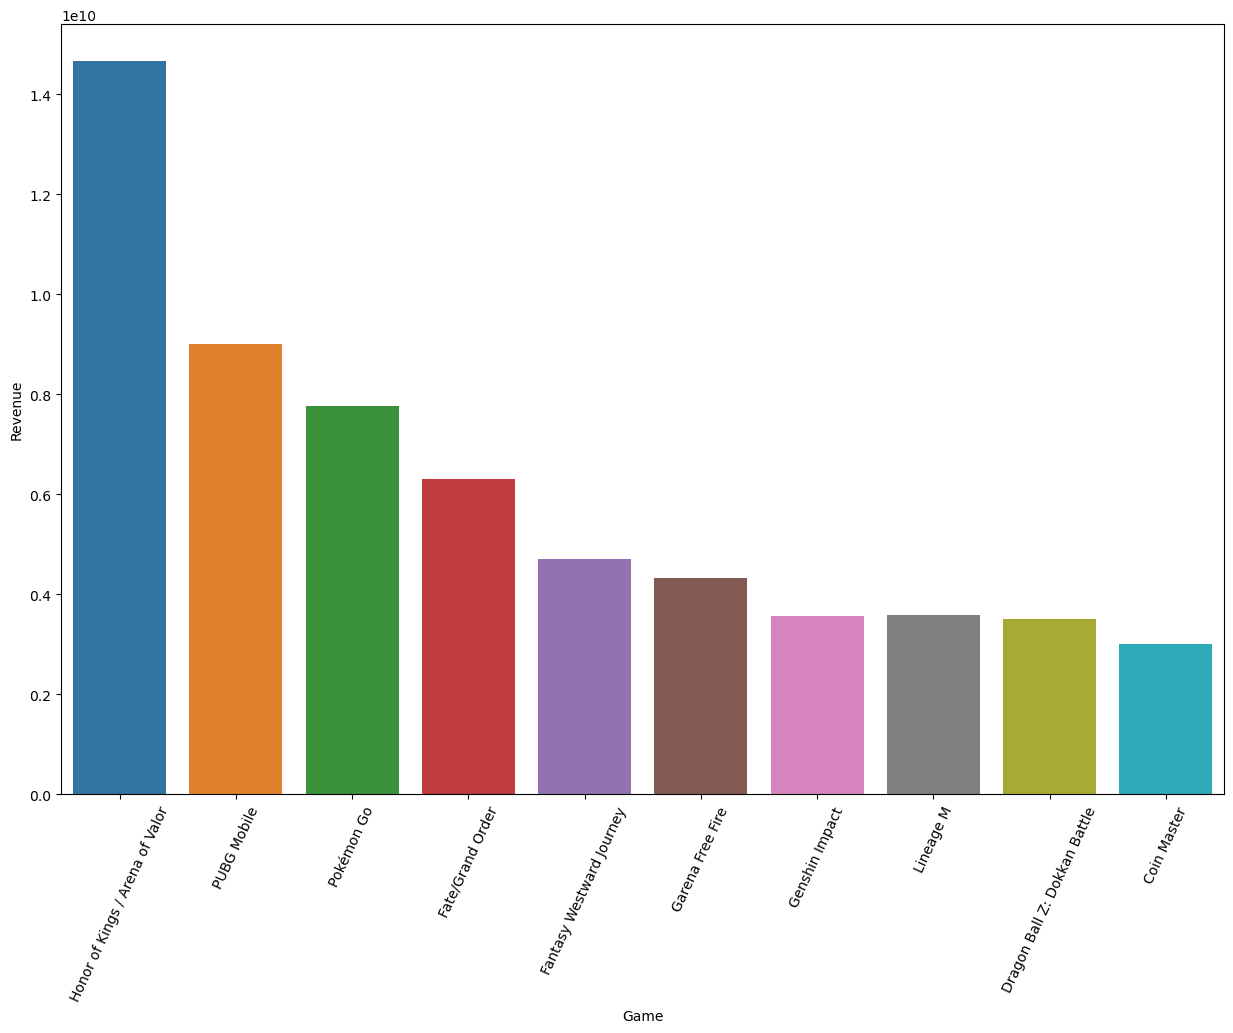 1e10
1.4
1.2
1.0
0.8
0.6
0.4
0.2
0.0
Revenue
Honor of Kings / Arena of Valor
PUBG Mobile
Pokémon Go
Fate/Grand Order
Fantasy Westward Journey
Garena Free Fire
Genshin Impact
Lineage M
Dragon Ball Z: Dokkan Battle
Coin Master
Game